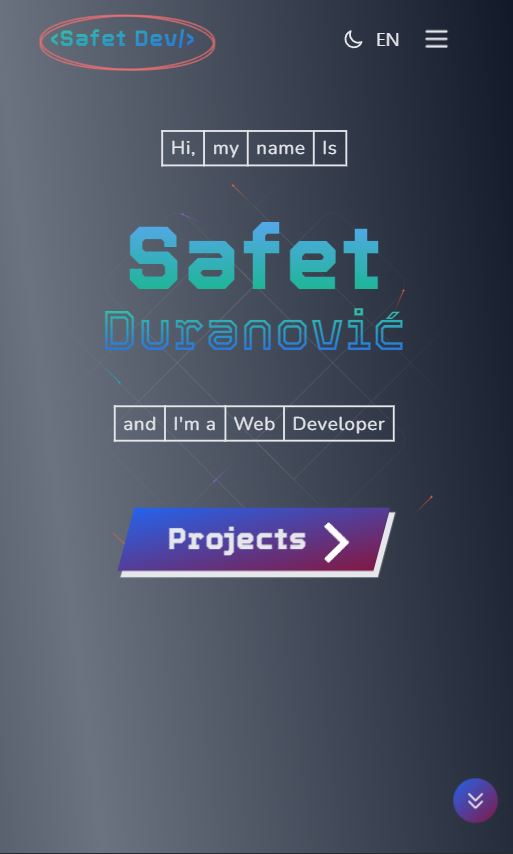 <Safet Dev/>
EN
Hi, my name Is
Safet
Duranović
and I'm a Web Developer
Projects